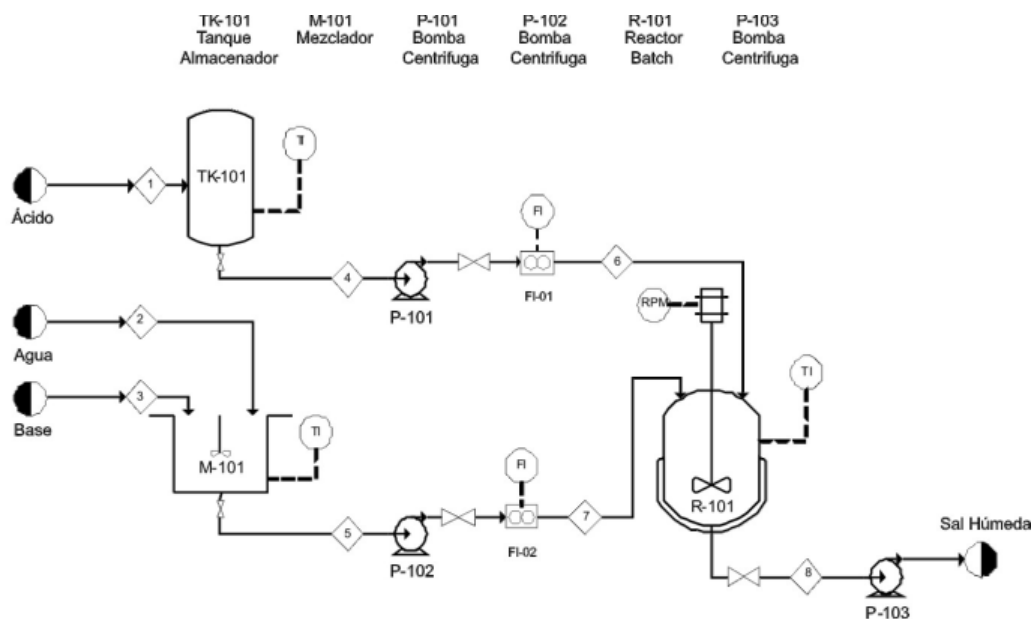 TK-101
Tanque
Almacenador
M-101
Mezclador
P-101
Bomba
Centrifuga
P-102
Bomba
Centrifuga
R-101
Reactor
Batch
P-103
Bomba
Centrifuga
TI
TK-101
1
Ácido
FI
4
6
P-101
FI-01
RPM
2
Agua
3
Base
TI
TI
M-101
FI
R-101
5
7
P-102
FI-02
Sal Húmeda
8
P-103